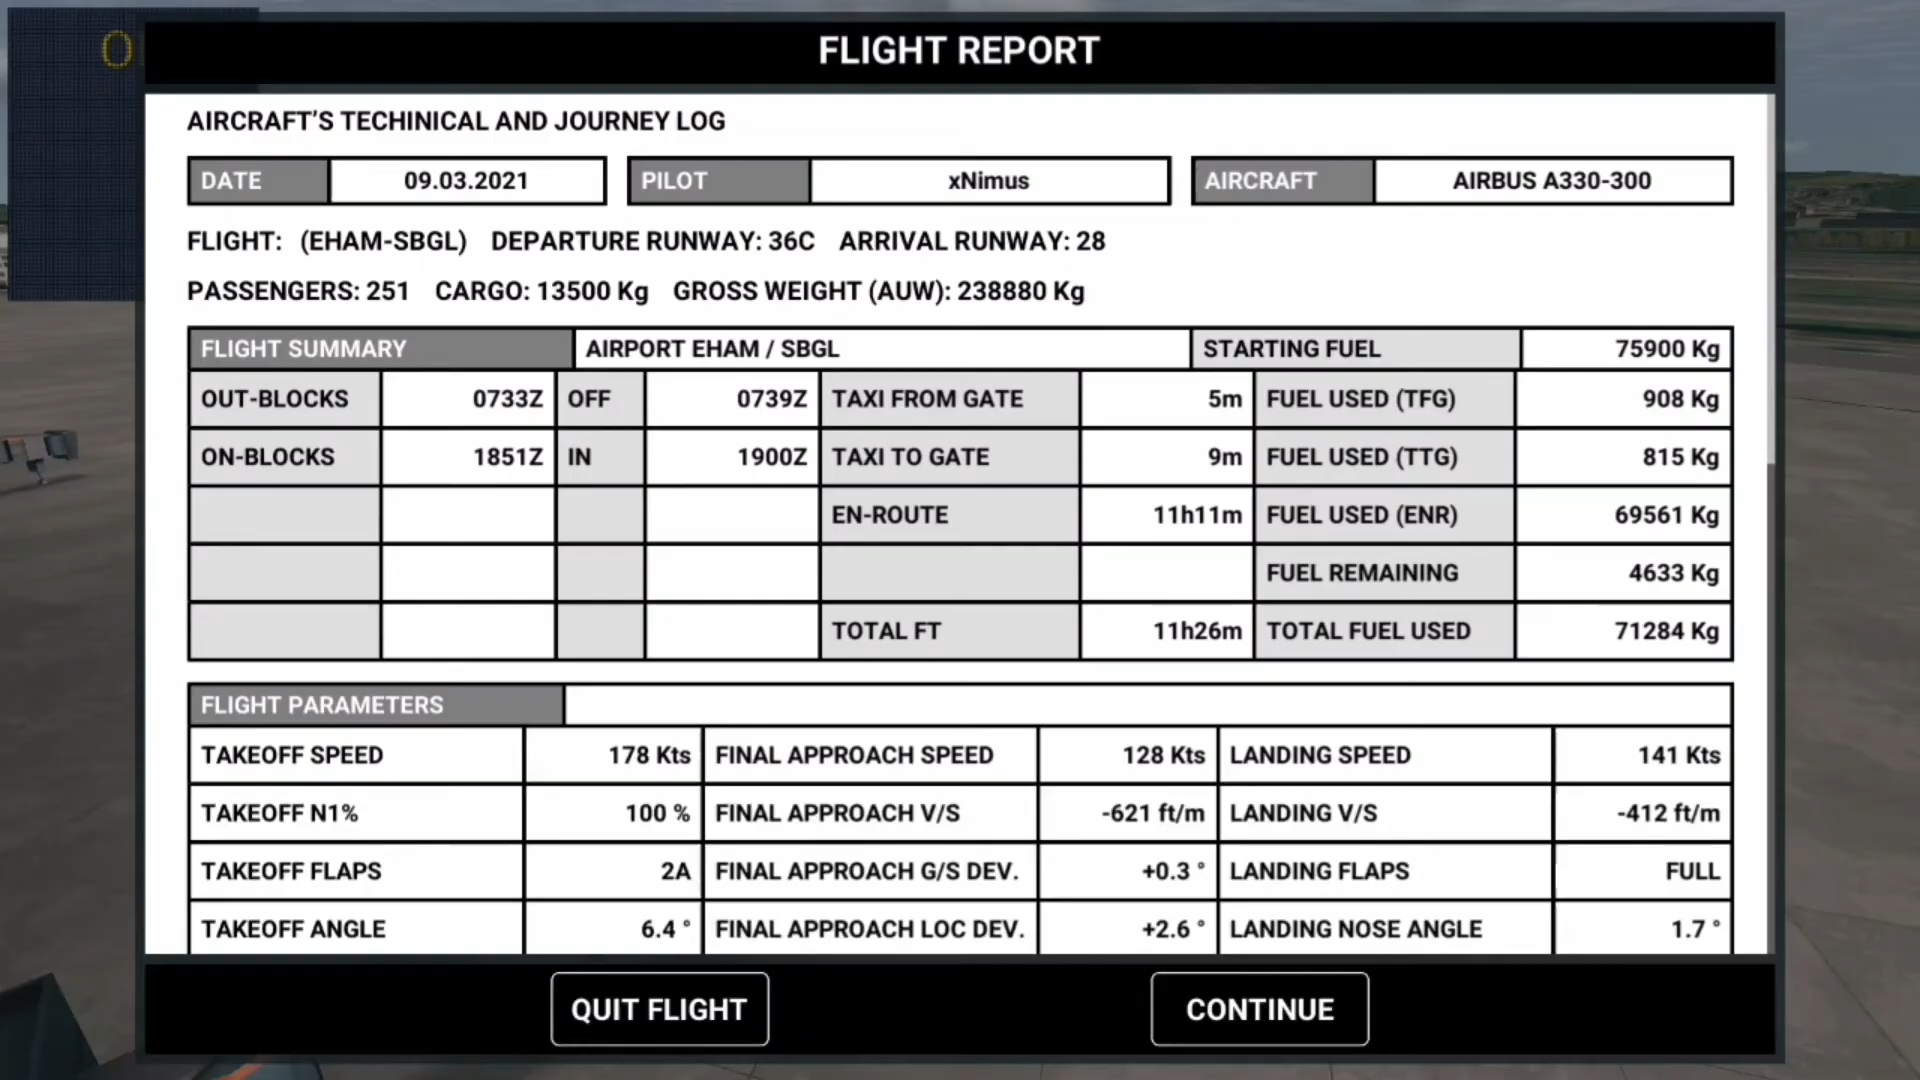 FLIGHT REPORT
AIRCRAFT'S TECHINICAL AND JOURNEY LOG
DATE 09.03.2021 PILOT xNimus AIRCRAFT AIRBUS A330-300
FLIGHT: (EHAM-SBGL) DEPARTURE RUNWAY: 36C ARRIVAL RUNWAY: 28
PASSENGERS: 251 CARGO: 13500 Kg GROSS WEIGHT (AUW): 238880 Kg
FLIGHT SUMMARY AIRPORT EHAM / SBGL STARTING FUEL 75900 Kg
OUT-BLOCKS 0733Z OFF 0739Z TAXI FROM GATE 5m FUEL USED (TFG) 908 Kg
ON-BLOCKS 1851Z IN 1900Z TAXI TO GATE 9m FUEL USED (TTG) 815 Kg
EN-ROUTE 11h11m FUEL USED (ENR) 69561 Kg
FUEL REMAINING 4633 Kg
TOTAL FT 11h26m TOTAL FUEL USED 71284 Kg
FLIGHT PARAMETERS
TAKEOFF SPEED 178 Kts FINAL APPROACH SPEED 128 Kts LANDING SPEED 141 Kts
TAKEOFF N1% 100 % FINAL APPROACH V/S -621 ft/m LANDING V/S -412 ft/m
TAKEOFF FLAPS 2A FINAL APPROACH G/S DEV. +0.3 ° LANDING FLAPS FULL
TAKEOFF ANGLE 6.4 ° FINAL APPROACH LOC DEV. +2.6 ° LANDING NOSE ANGLE 1.7 °
QUIT FLIGHT CONTINUE